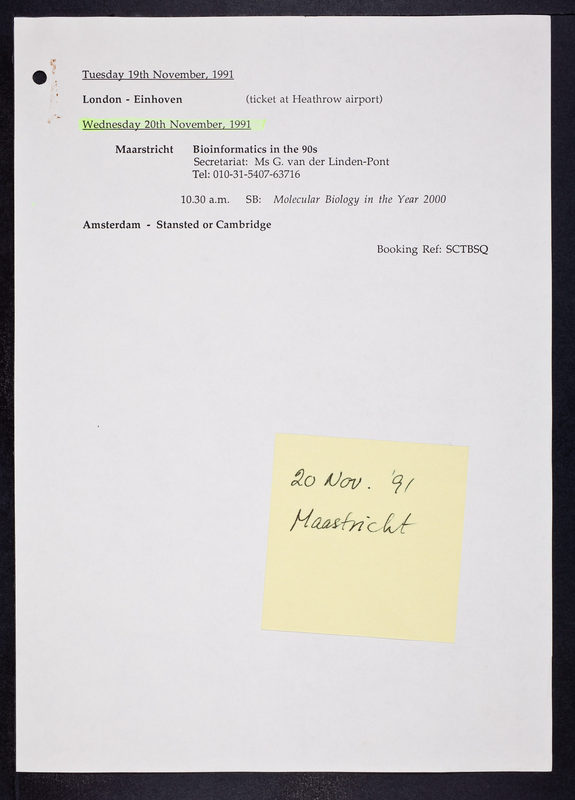 Tuesday 19th November, 1991
London - Einhoven (ticket at Heathrow airport)
Wednesday 20th November, 1991
Maarstricht Bioinformatics in the 90s
Secretariat: Ms G. van der Linden-Pont
Tel: 010-31-5407-63716
10.30 a.m. SB: Molecular Biology in the Year 2000
Amsterdam - Stansted or Cambridge
Booking Ref: SCTBSQ
20 Nov. '91
Maastricht